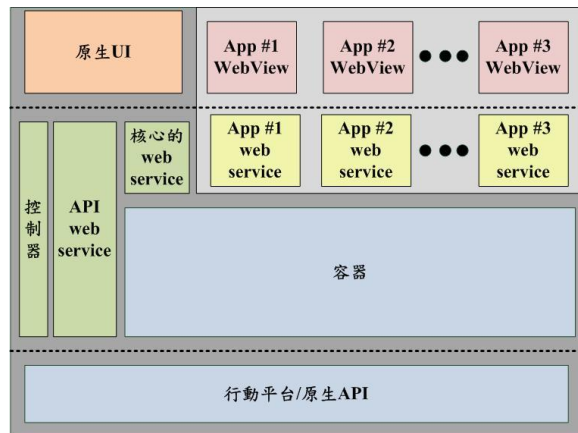 原生UI
App #1
WebView
App #2
WebView
App #3
WebView
控
制
器
API
web
service
核心的
web
service
App #1
web
service
App #2
web
service
App #3
web
service
容器
行動平台/原生API